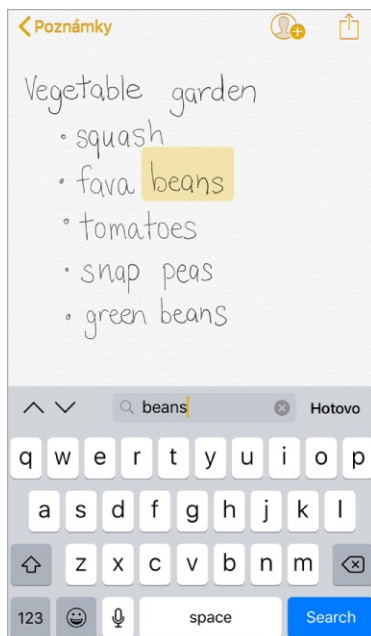 Poznámky
Vegetable garden
• squash
• fava beans
• tomatoes
• snap peas
• green beans
beans Hotovo
q w e r t y u i o p
a s d f g h j k l
z x c v b n m
123 space Search